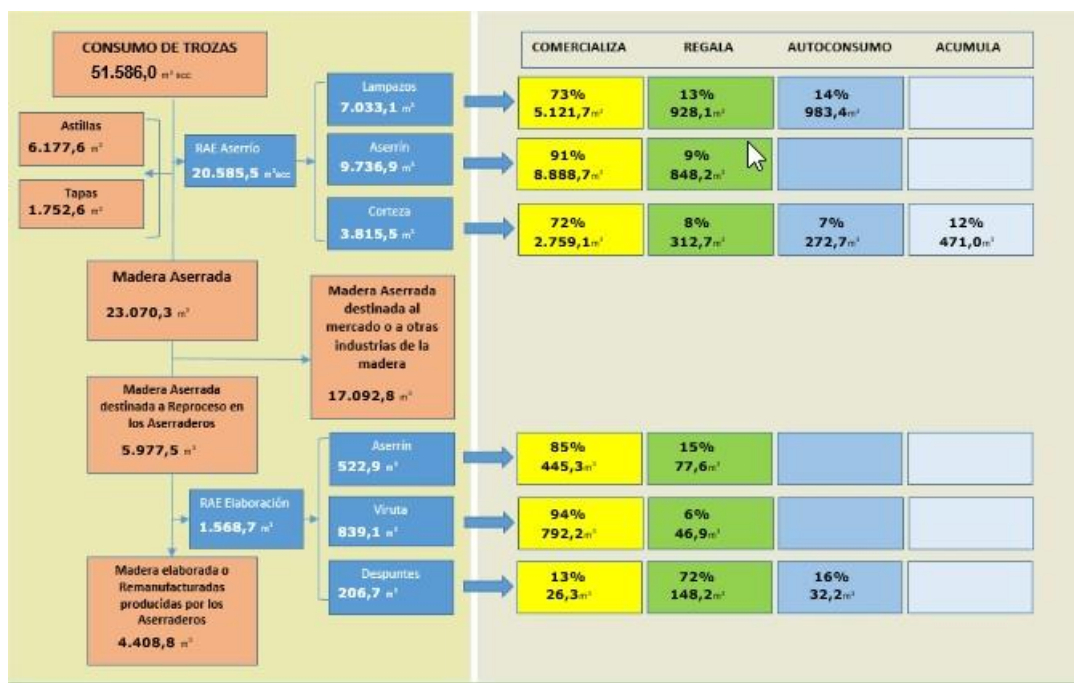 CONSUMO DE TROZAS
51.586,0 m³ scc
Astillas
6.177,6 m³
Tapas
1.752,6 m³
RAE Aserrío
20.585,5 m³scc
Lampazos
7.033,1 m³
Aserrín
9.736,9 m³
Corteza
3.815,5 m³
Madera Aserrada
23.070,3 m³
Madera Aserrada
destinada al
mercado o a otras
industrias de la
madera
17.092,8 m³
Madera Aserrada
destinada a Reproceso en
los Aserraderos
5.977,5 m³
RAE Elaboración
1.568,7 m³
Aserrín
522,9 m³
Viruta
839,1 m³
Despuntes
206,7 m³
Madera elaborada o
Remanufacturadas
producidas por los
Aserraderos
4.408,8 m³
COMERCIALIZA REGALA AUTOCONSUMO ACUMULA
73% 13% 14%
5.121,7m³ 928,1m³ 983,4m³
91% 9%
8.888,7m³ 848,2m³
72% 8% 7% 12%
2.759,1m³ 312,7m³ 272,7m³ 471,0m³
85% 15%
445,3m³ 77,6m³
94% 6%
792,2m³ 46,9m³
13% 72% 16%
26,3m³ 148,2m³ 32,2m³